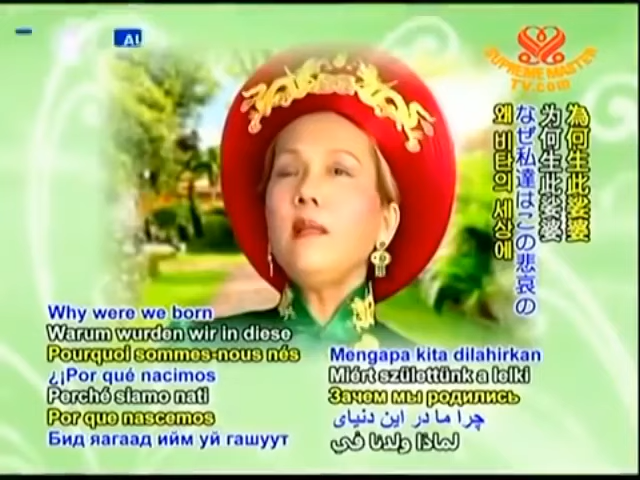 AL
SUPREME MASTER
TV.com
為何生此娑婆
为何生此娑婆
なぜ私達はこの悲哀の
왜 비탄의 세상에
Why were we born
Warum wurden wir in diese
Pourquoi sommes-nous nés
¿¡Por qué nacimos
Perché siamo nati
Por que nascemos
Бид яагаад ийм уй гашуут
Mengapa kita dilahirkan
Miért születtünk a lelki
Зачем мы родились
چرا ما در این دنیای
لماذا ولدنا في